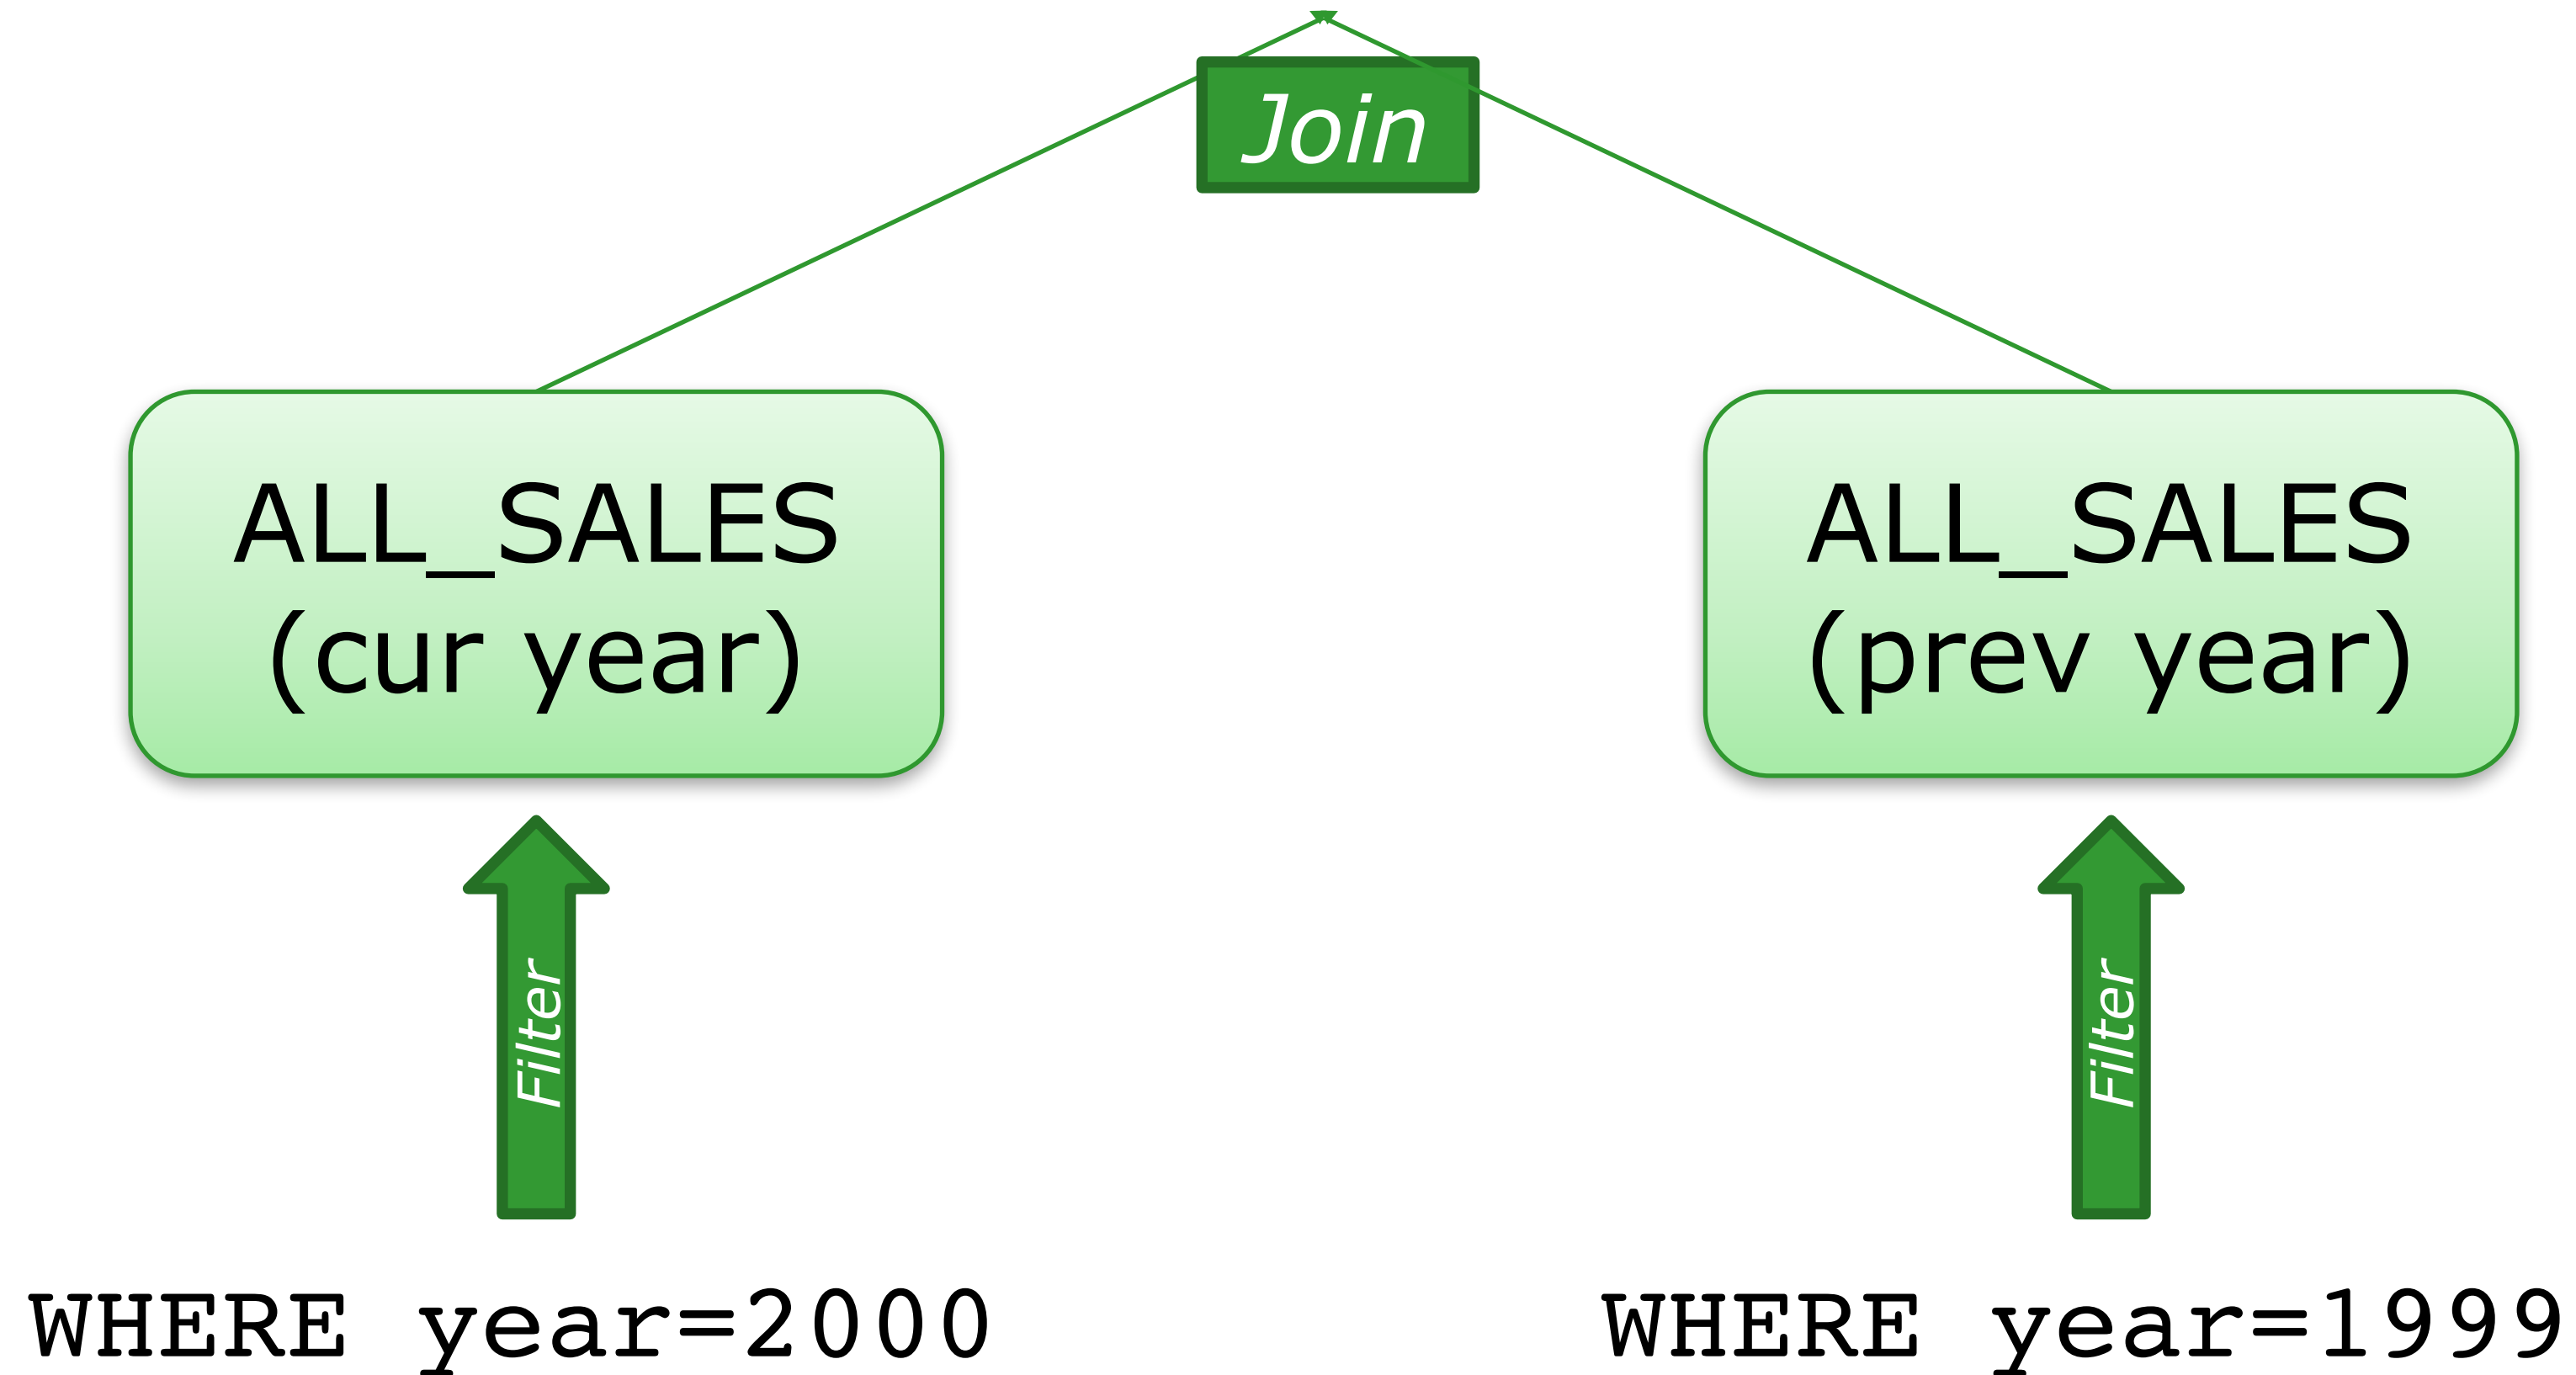 Join
ALL_SALES
(cur year)
ALL_SALES
(prev year)
Filter
Filter
WHERE year=2000
WHERE year=1999